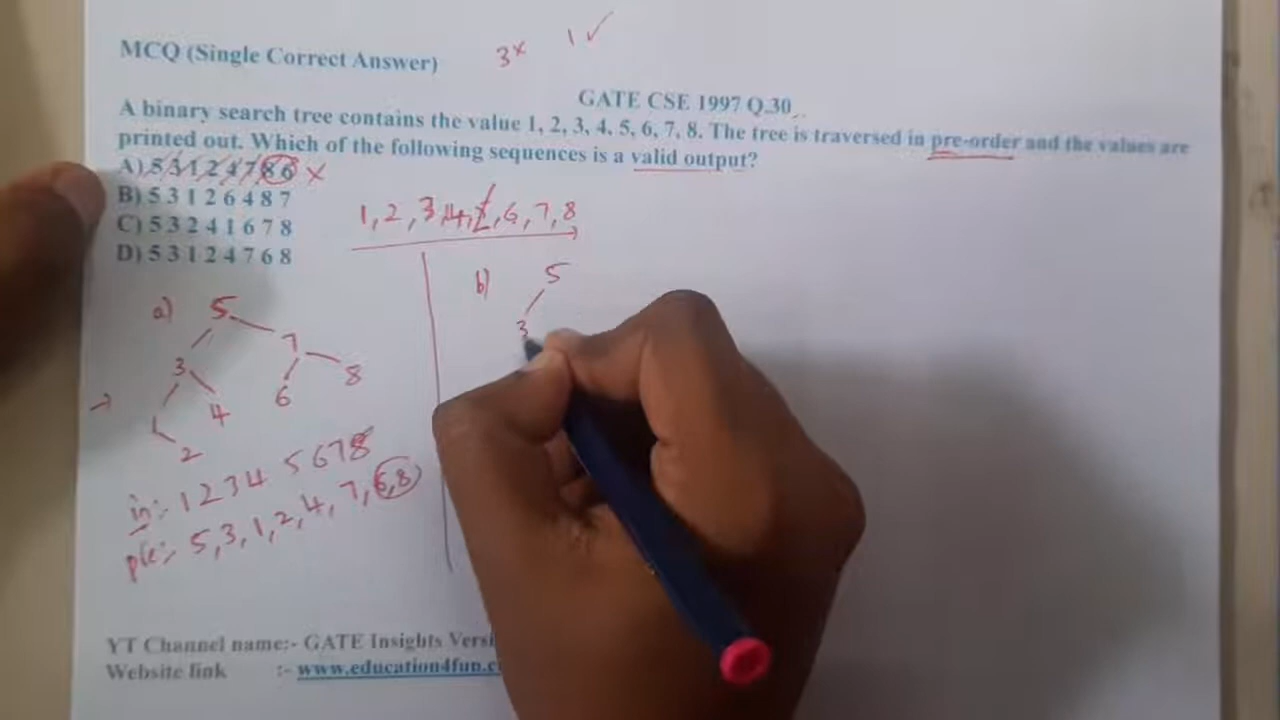 3 × 1 ✓
MCQ (Single Correct Answer)
GATE CSE 1997 Q.30
A binary search tree contains the value 1, 2, 3, 4, 5, 6, 7, 8. The tree is traversed in pre-order and the values are
printed out. Which of the following sequences is a valid output?
A) 5 3 1 2 4 7 8 6 ×
B) 5 3 1 2 6 4 8 7
C) 5 3 2 4 1 6 7 8
D) 5 3 1 2 4 7 6 8
1, 2, 3, 4, 5, 6, 7, 8
a) 5
3 7
1 4 6 8
2
in:- 1 2 3 4 5 6 7 8
pre:- 5, 3, 1, 2, 4, 7, 6, 8
b) 5
3
YT Channel name:- GATE Insights Versi
Website link :- www.education4fun.c